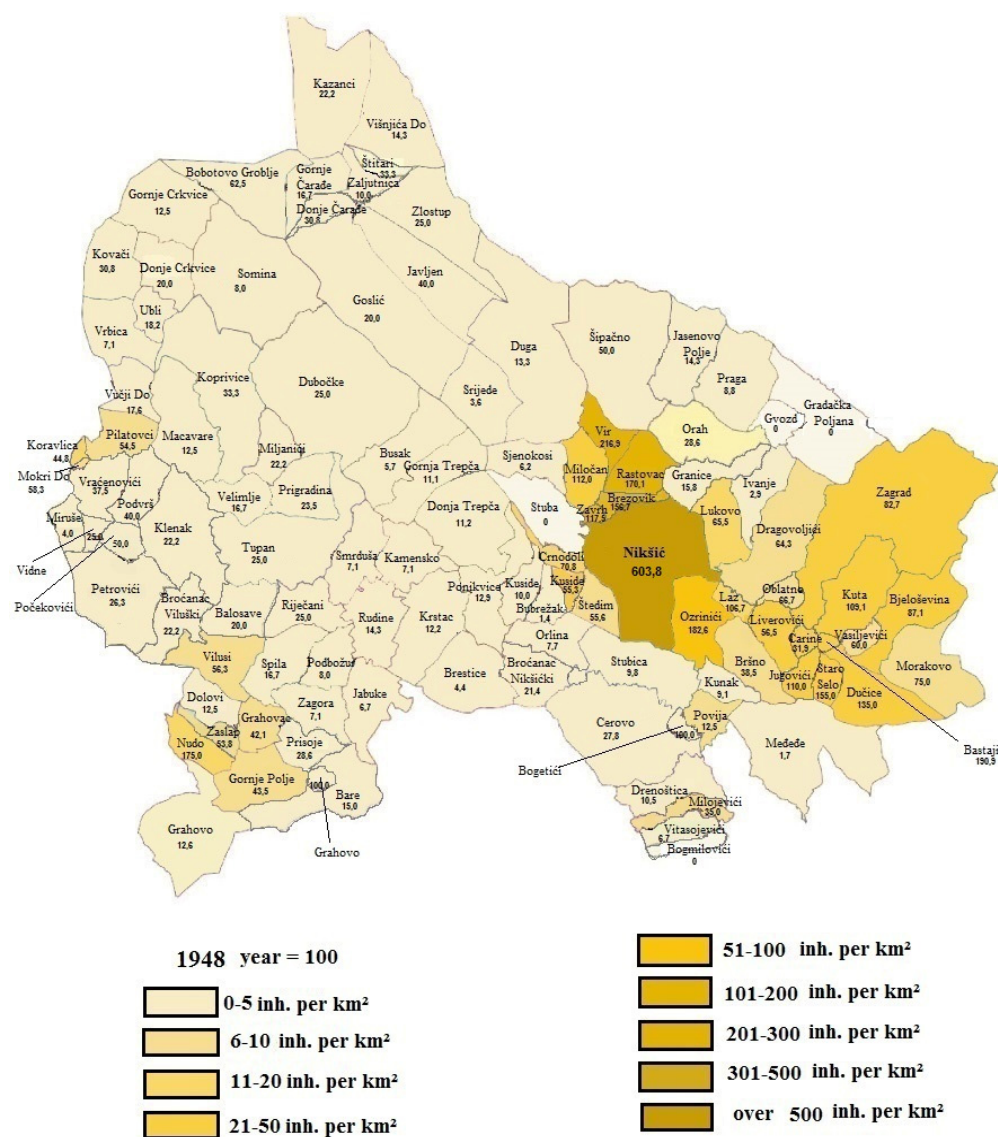 Kazanci
22,2
Višnjića Do
14,3
Štitari
33,3
Bobotovo Groblje
62,5
Gornje
Čarađe
16,7
Zaljutnica
10,0
Gornje Crkvice
12,5
Donje Čarađe
30,8
Zlostup
25,0
Kovači
30,8
Donje Crkvice
20,0
Somina
8,0
Javljen
40,0
Goslić
20,0
Ubli
18,2
Vrbica
7,1
Duga
13,3
Šipačno
50,0
Jasenovo
Polje
14,3
Praga
8,8
Koprivice
33,3
Dubočke
25,0
Srijede
3,6
Vučji Do
17,6
Gradačka
Poljana
0
Gvozd
0
Orah
28,6
Vir
216,9
Pilatovci
54,5
Macavare
12,5
Miljanići
22,2
Koravlica
44,8
Busak
5,7
Gornja Trepča
11,1
Sjenokosi
6,2
Miločan
112,0
Rastovac
170,1
Granice
15,8
Ivanje
2,9
Zagrad
82,7
Mokri Do
58,3
Vraćenovići
37,5
Velimlje
16,7
Prigradina
23,5
Podvrš
40,0
Donja Trepča
11,2
Stuba
0
Brezovik
156,7
Zavrh
117,5
Lukovo
65,5
Dragovoljići
64,3
Miruše
4,0
25,0
Klenak
22,2
50,0
Tupan
25,0
Smrduša
7,1
Kamensko
7,1
Crnodoli
70,8
Nikšić
603,8
Vidne
Počekovići
Petrovići
26,3
Ponikvice
12,9
Kuside
10,0
Kuside
55,3
Laz
106,7
Oblatno
66,7
Kuta
109,1
Bjeloševina
87,1
Broćanac
Viluški
22,2
Balosave
20,0
Riječani
25,0
Rudine
14,3
Krstac
12,2
Bubrežak
1,4
Štedim
55,6
Ozrinići
182,6
Liverovići
56,5
Carine
31,9
Vasiljevići
60,0
Orlina
7,7
Vilusi
56,3
Spila
16,7
Podbožur
8,0
Brestice
4,4
Broćanac
Nikšićki
21,4
Stubica
9,8
Bršno
38,5
Jugovići
110,0
Staro
Selo
155,0
Dučice
135,0
Morakovo
75,0
Dolovi
12,5
Zagora
7,1
Jabuke
6,7
Kunak
9,1
Grahovac
42,1
Zaslap
53,8
Prisoje
28,6
Cerovo
27,8
Povija
12,5
100,0
Međeđe
1,7
Bastaji
190,9
Nudo
175,0
Bogetići
Gornje Polje
43,5
100,0
Bare
15,0
Drenoštica
10,5
Milojevići
35,0
Grahovo
12,6
Grahovo
Vitasojevići
6,7
Bogmilovići
0
1948 year = 100
0-5 inh. per km²
6-10 inh. per km²
11-20 inh. per km²
21-50 inh. per km²
51-100 inh. per km²
101-200 inh. per km²
201-300 inh. per km²
301-500 inh. per km²
over 500 inh. per km²